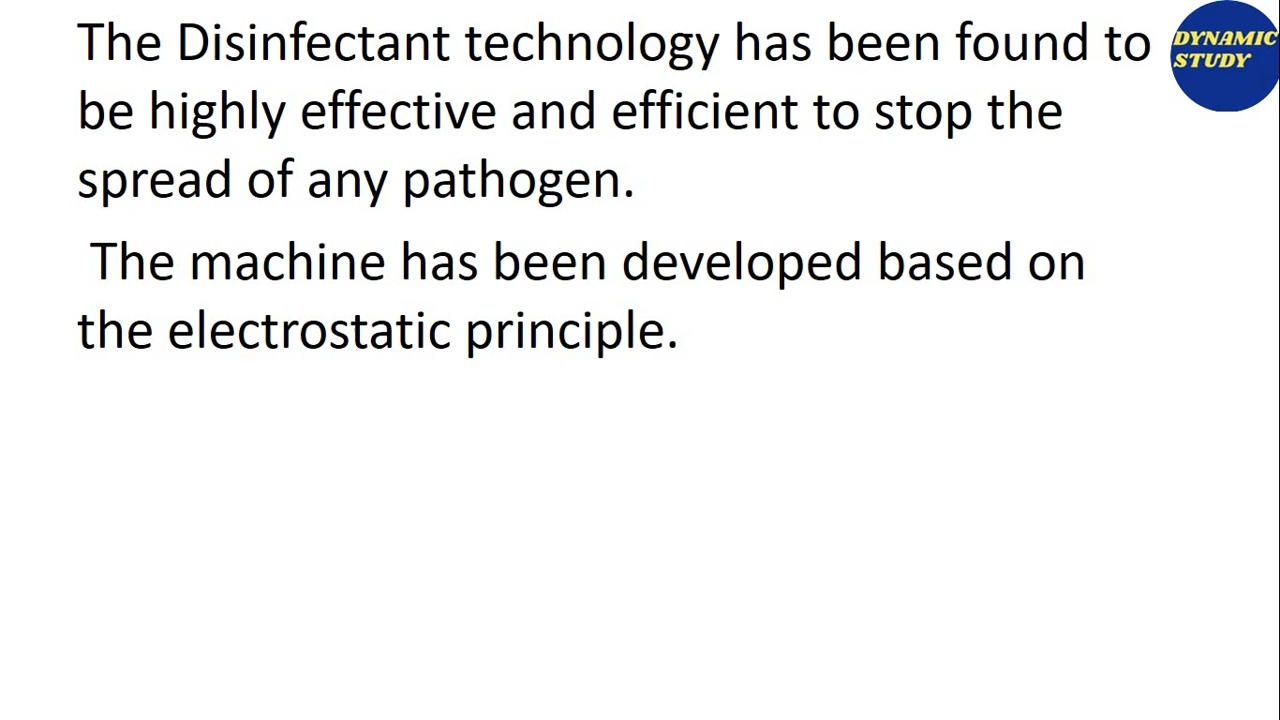 The Disinfectant technology has been found to
be highly effective and efficient to stop the
spread of any pathogen.
The machine has been developed based on
the electrostatic principle.
DYNAMIC
STUDY